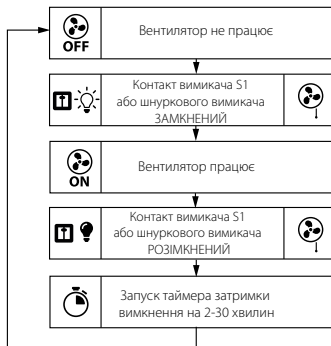 OFF
Вентилятор не працює
Контакт вимикача S1
або шнуркового вимикача
ЗАМКНЕНИЙ
ON
Вентилятор працює
Контакт вимикача S1
або шнуркового вимикача
РОЗІМКНЕНИЙ
Запуск таймера затримки
вимкнення на 2-30 хвилин